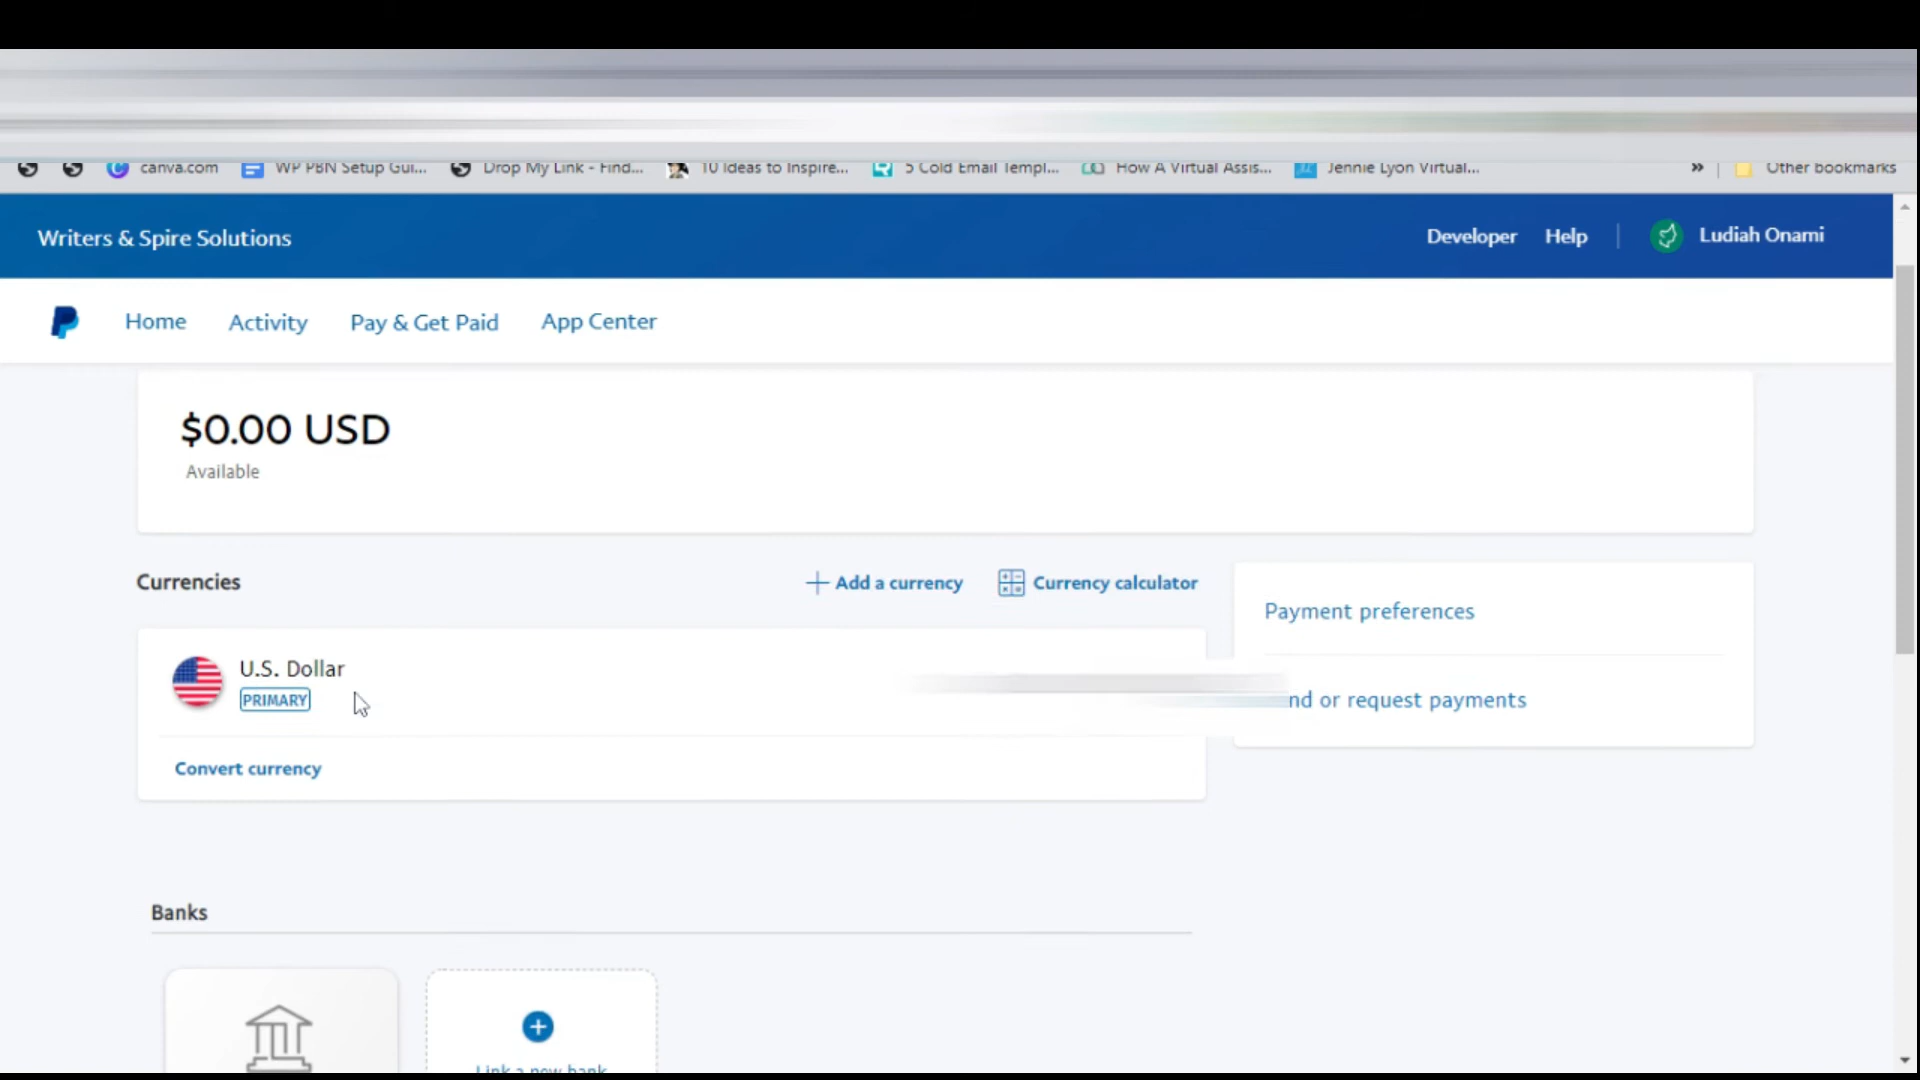 canva.com WP PBN Setup Gui... Drop My Link - Find... 10 Ideas to Inspire... 5 Cold Email Templ... How A Virtual Assis... Jennie Lyon Virtual... » Other bookmarks
Writers & Spire Solutions Developer Help Ludiah Onami
Home Activity Pay & Get Paid App Center
$0.00 USD
Available
Currencies Add a currency Currency calculator
Payment preferences
U.S. Dollar
PRIMARY
nd or request payments
Convert currency
Banks
Link a new bank